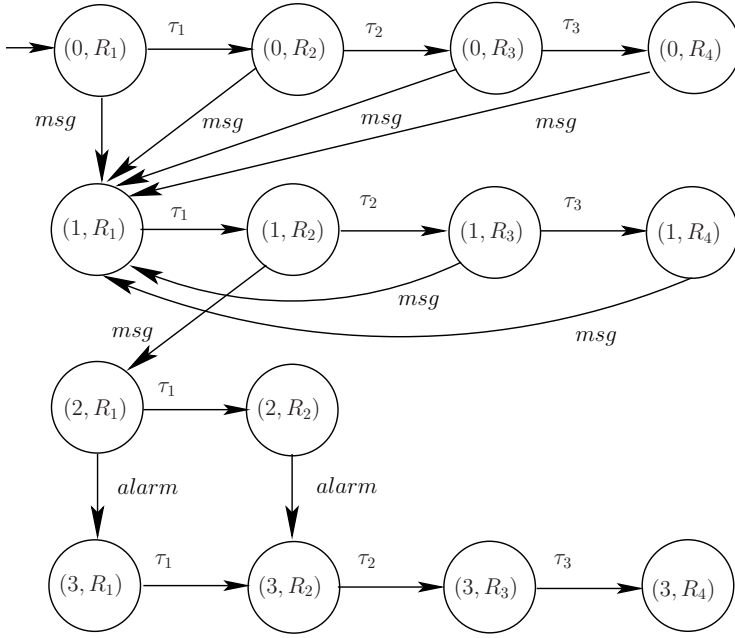 τ₁ τ₂ τ₃
(0, R₁) (0, R₂) (0, R₃) (0, R₄)
msg msg msg msg
τ₁ τ₂ τ₃
(1, R₁) (1, R₂) (1, R₃) (1, R₄)
msg msg msg
τ₁
(2, R₁) (2, R₂)
alarm alarm
τ₁ τ₂ τ₃
(3, R₁) (3, R₂) (3, R₃) (3, R₄)